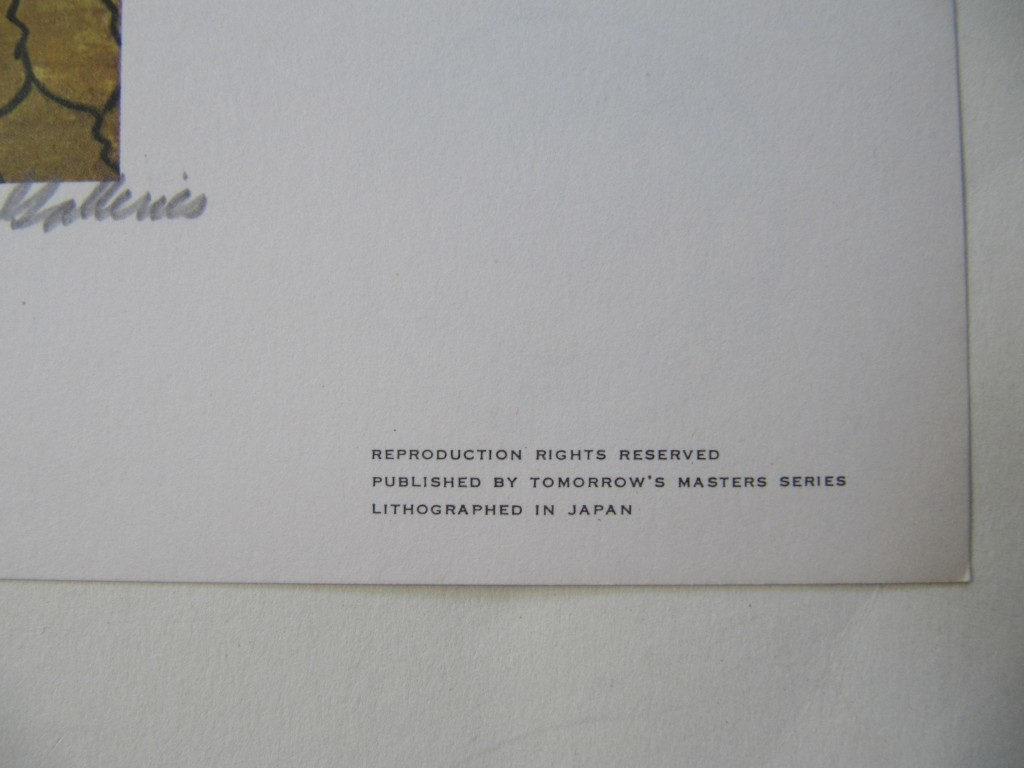 Galleries
REPRODUCTION RIGHTS RESERVED
PUBLISHED BY TOMORROW'S MASTERS SERIES
LITHOGRAPHED IN JAPAN